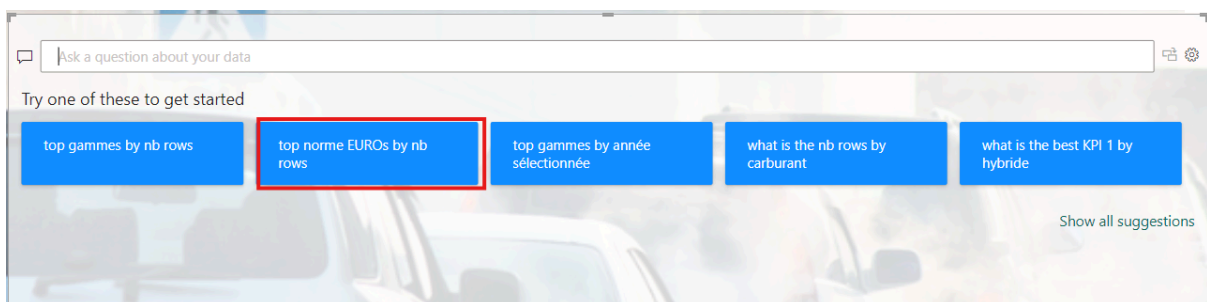 Ask a question about your data
Try one of these to get started
top gammes by nb rows
top norme EUROs by nb
rows
top gammes by année
sélectionnée
what is the nb rows by
carburant
what is the best KPI 1 by
hybride
Show all suggestions